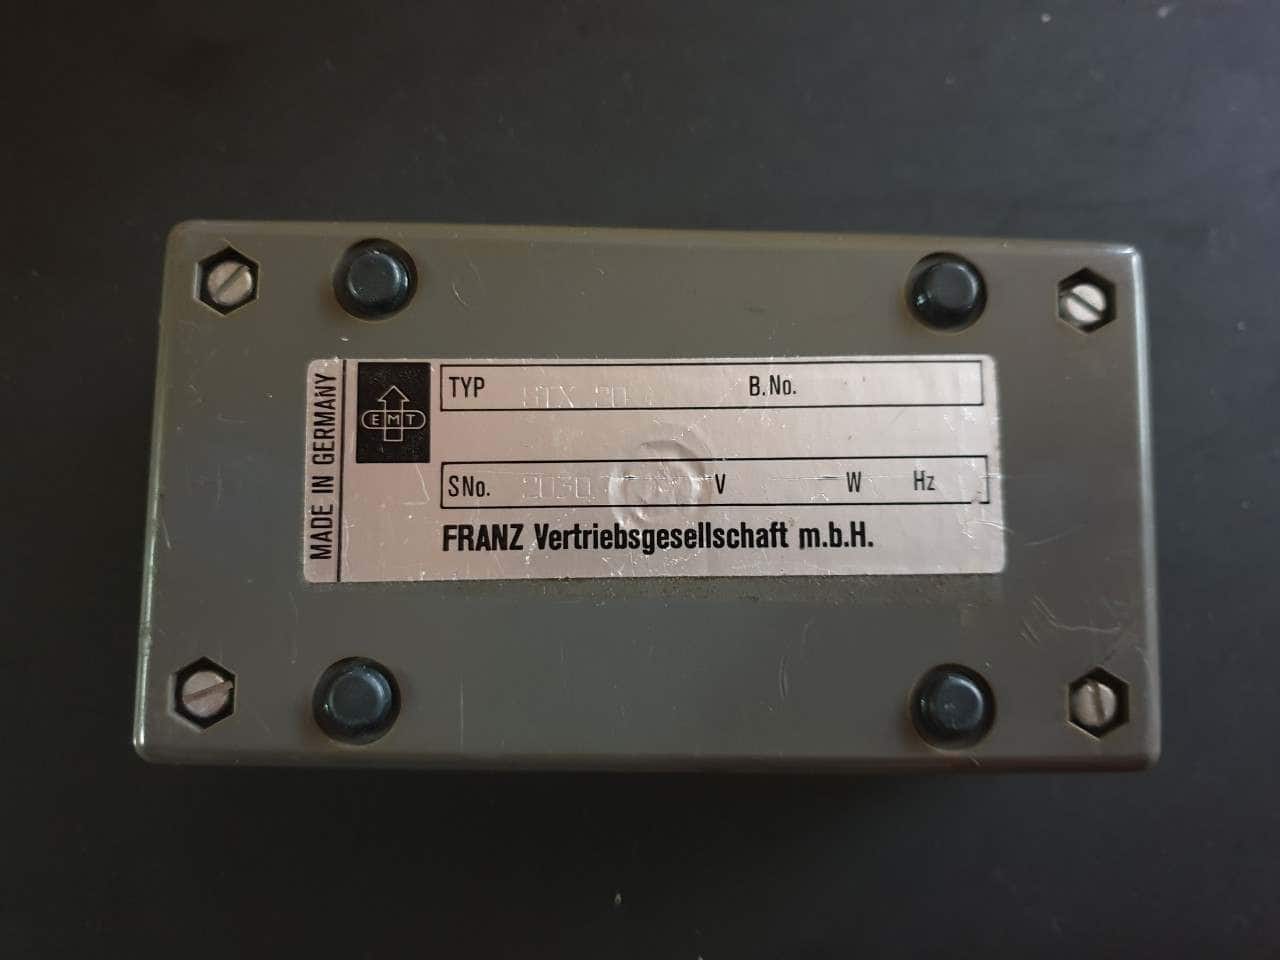 MADE IN GERMANY
EMT
TYP STX 20 B.No.
SNo. V W Hz
FRANZ Vertriebsgesellschaft m.b.H.